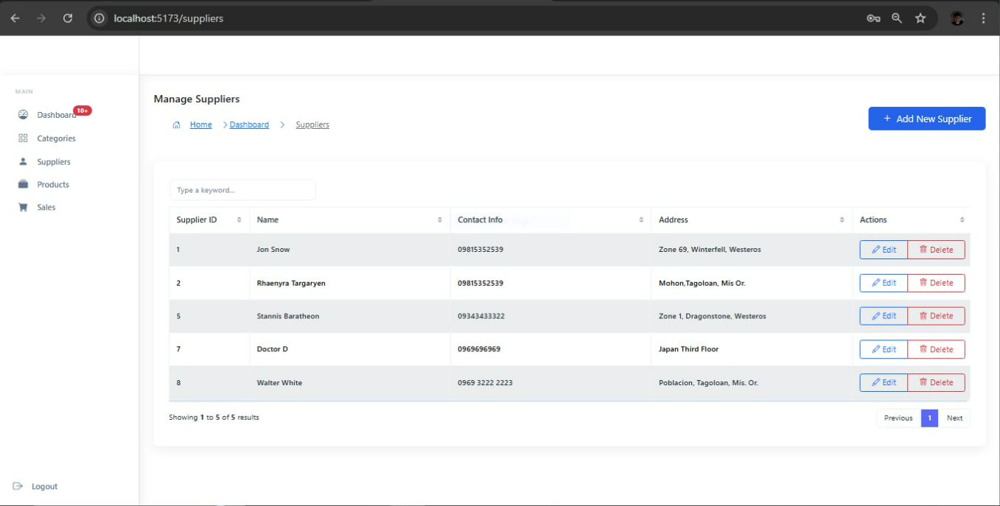 localhost:5173/suppliers
MAIN
Dashboard 10+
Categories
Suppliers
Products
Sales
Logout
Manage Suppliers
Home > Dashboard > Suppliers
+ Add New Supplier
Type a keyword...
Supplier ID Name Contact Info Address Actions
1 Jon Snow 09815352539 Zone 69, Winterfell, Westeros Edit Delete
2 Rhaenyra Targaryen 09815352539 Mohon,Tagoloan, Mis Or. Edit Delete
5 Stannis Baratheon 09343433322 Zone 1, Dragonstone, Westeros Edit Delete
7 Doctor D 0969696969 Japan Third Floor Edit Delete
8 Walter White 0969 3222 2223 Poblacion, Tagoloan, Mis. Or. Edit Delete
Showing 1 to 5 of 5 results
Previous 1 Next